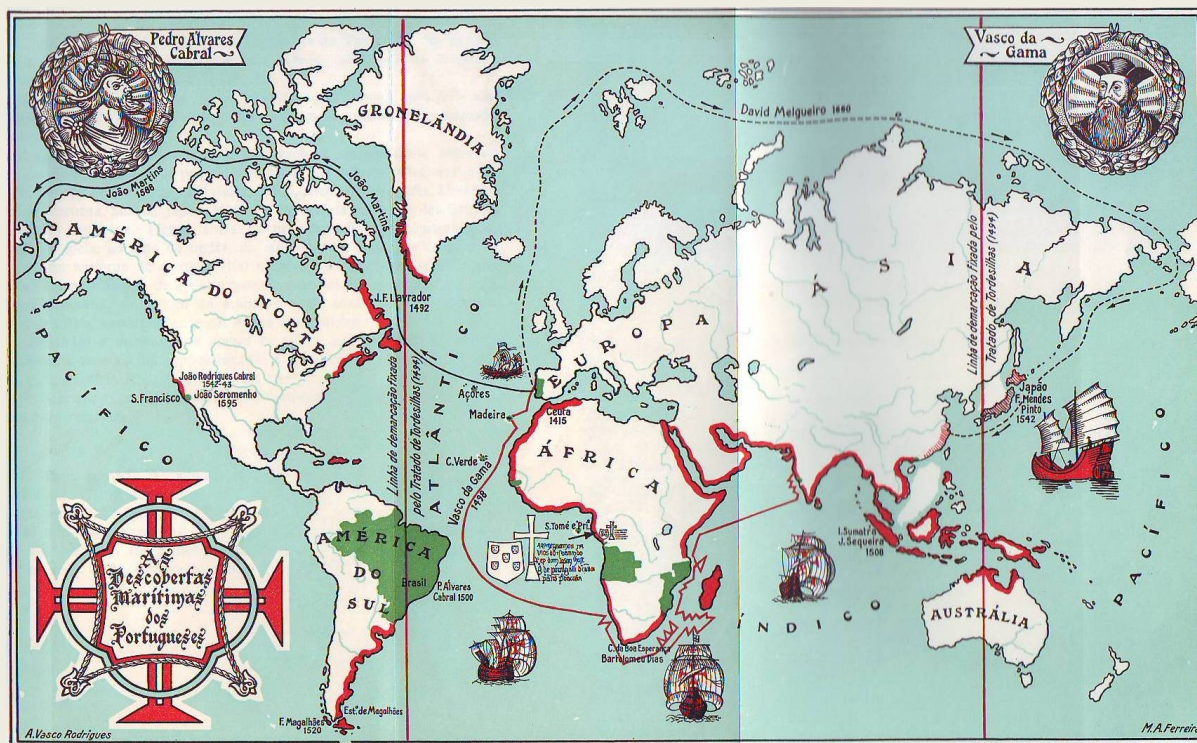 Pedro Álvares
Cabral
Vasco da
Gama
GRONELÂNDIA
David Melgueiro 1660
João Martins
1588
João Martins
AMÉRICA DO NORTE
J.F. Lavrador
1492
ÁSIA
Linha de demarcação fixada pelo
Tratado de Tordesilhas (1494)
EUROPA
PACÍFICO
João Rodrigues Cabral
1542-43
João Seromenho
1595
S. Francisco
Linha de demarcação fixada
pelo Tratado de Tordesilhas (1494)
ATLÂNTICO
Açores
Madeira
Ceuta
1415
Japão
F. Mendes
Pinto
1542
ÁFRICA
C. Verde
Vasco da Gama
1498
PACÍFICO
S. Tomé e Prí.
I. Sumatra
J. Sequeira
1508
AMÉRICA
DO
SUL
Brasil
P. Álvares
Cabral 1500
ÍNDICO
AUSTRÁLIA
As
Descobertas
Marítimas
dos
Portugueses
C. da Boa Esperança
Bartholomeu Dias
Est. de Magalhães
F. Magalhães
1520
A. Vasco Rodrigues
M.A. Ferreira